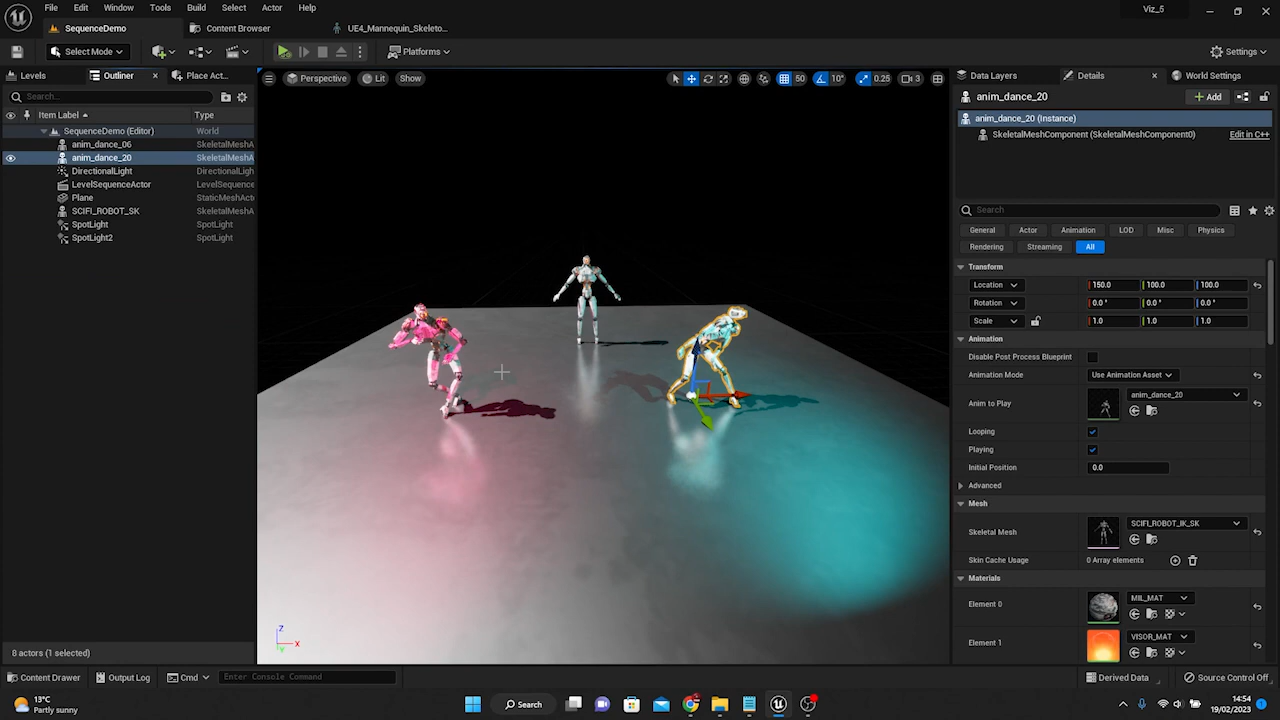 File Edit Window Tools Build Select Actor Help
Viz_5
SequenceDemo
Content Browser
UE4_Mannequin_Skeleto...
Select Mode
Platforms
Settings
Levels
Outliner
Place Act...
Perspective
Lit
Show
50
10°
0.25
3
Data Layers
Details
World Settings
Search...
anim_dance_20
Add
Item Label
Type
anim_dance_20 (Instance)
SequenceDemo (Editor)
World
SkeletalMeshComponent (SkeletalMeshComponent0)
Edit in C++
anim_dance_06
SkeletalMeshA
anim_dance_20
SkeletalMeshA
DirectionalLight
DirectionalLigh
LevelSequenceActor
LevelSequence
Plane
StaticMeshActo
SCIFI_ROBOT_SK
SkeletalMeshA
SpotLight
SpotLight
SpotLight2
SpotLight
Search
General
Actor
Animation
LOD
Misc
Physics
Rendering
Streaming
All
Transform
Location
150.0
100.0
100.0
Rotation
0.0 °
0.0 °
0.0 °
Scale
1.0
1.0
1.0
Animation
Disable Post Process Blueprint
Animation Mode
Use Animation Asset
Anim to Play
anim_dance_20
Looping
Playing
Initial Position
0.0
Advanced
Mesh
Skeletal Mesh
SCIFI_ROBOT_IK_SK
Skin Cache Usage
0 Array elements
Materials
Element 0
MIL_MAT
Element 1
VISOR_MAT
Z
X
Y
8 actors (1 selected)
Content Drawer
Output Log
Cmd
Enter Console Command
Derived Data
Source Control Off
13°C
Partly sunny
Search
14:54
19/02/2023